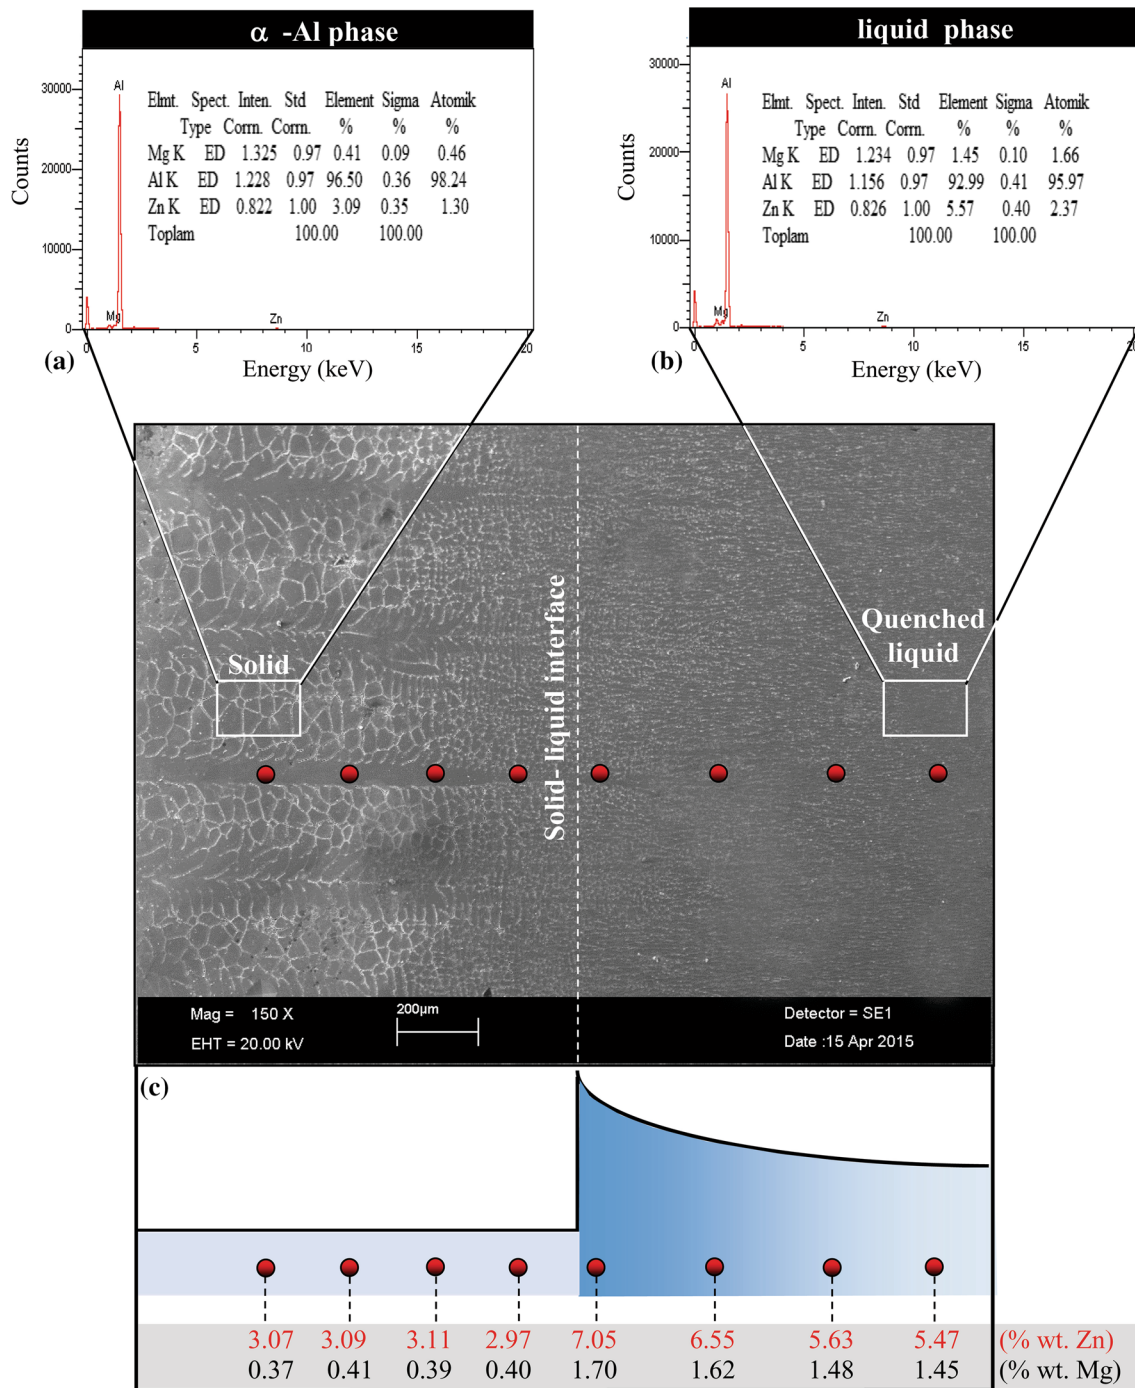 α -Al phase
Counts
30000
20000
10000
0
Al
Elmt. Spect. Inten. Std Element Sigma Atomik
Type Corrn. Corrn. % % %
Mg K ED 1.325 0.97 0.41 0.09 0.46
Al K ED 1.228 0.97 96.50 0.36 98.24
Zn K ED 0.822 1.00 3.09 0.35 1.30
Toplam 100.00 100.00
Mg
Zn
0 5 10 15 20
(a)
Energy (keV)
liquid phase
Counts
30000
20000
10000
0
Al
Elmt. Spect. Inten. Std Element Sigma Atomik
Type Corrn. Corrn. % % %
Mg K ED 1.234 0.97 1.45 0.10 1.66
Al K ED 1.156 0.97 92.99 0.41 95.97
Zn K ED 0.826 1.00 5.57 0.40 2.37
Toplam 100.00 100.00
Mg
Zn
0 5 10 15 20
(b)
Energy (keV)
Solid
Solid- liquid interface
Quenched
liquid
Mag = 150 X
EHT = 20.00 kV
200µm
Detector = SE1
Date :15 Apr 2015
(c)
3.07 3.09 3.11 2.97 7.05 6.55 5.63 5.47 (% wt. Zn)
0.37 0.41 0.39 0.40 1.70 1.62 1.48 1.45 (% wt. Mg)